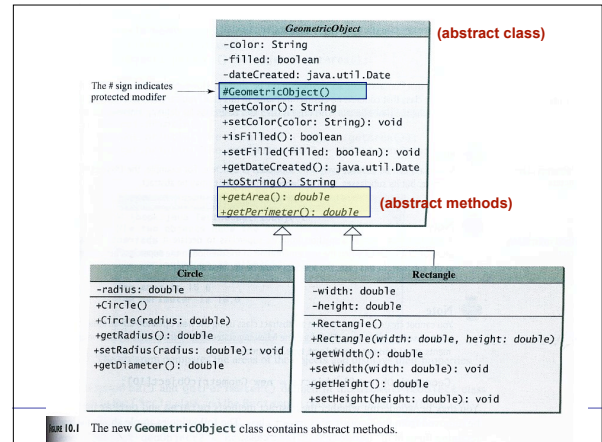 GeometricObject
(abstract class)
-color: String
-filled: boolean
-dateCreated: java.util.Date
The # sign indicates
protected modifer
#GeometricObject()
+getColor(): String
+setColor(color: String): void
+isFilled(): boolean
+setFilled(filled: boolean): void
+getDateCreated(): java.util.Date
+toString(): String
+getArea(): double
+getPerimeter(): double
(abstract methods)
Circle
-radius: double
+Circle()
+Circle(radius: double)
+getRadius(): double
+setRadius(radius: double): void
+getDiameter(): double
Rectangle
-width: double
-height: double
+Rectangle()
+Rectangle(width: double, height: double)
+getWidth(): double
+setWidth(width: double): void
+getHeight(): double
+setHeight(height: double): void
10.1 The new GeometricObject class contains abstract methods.